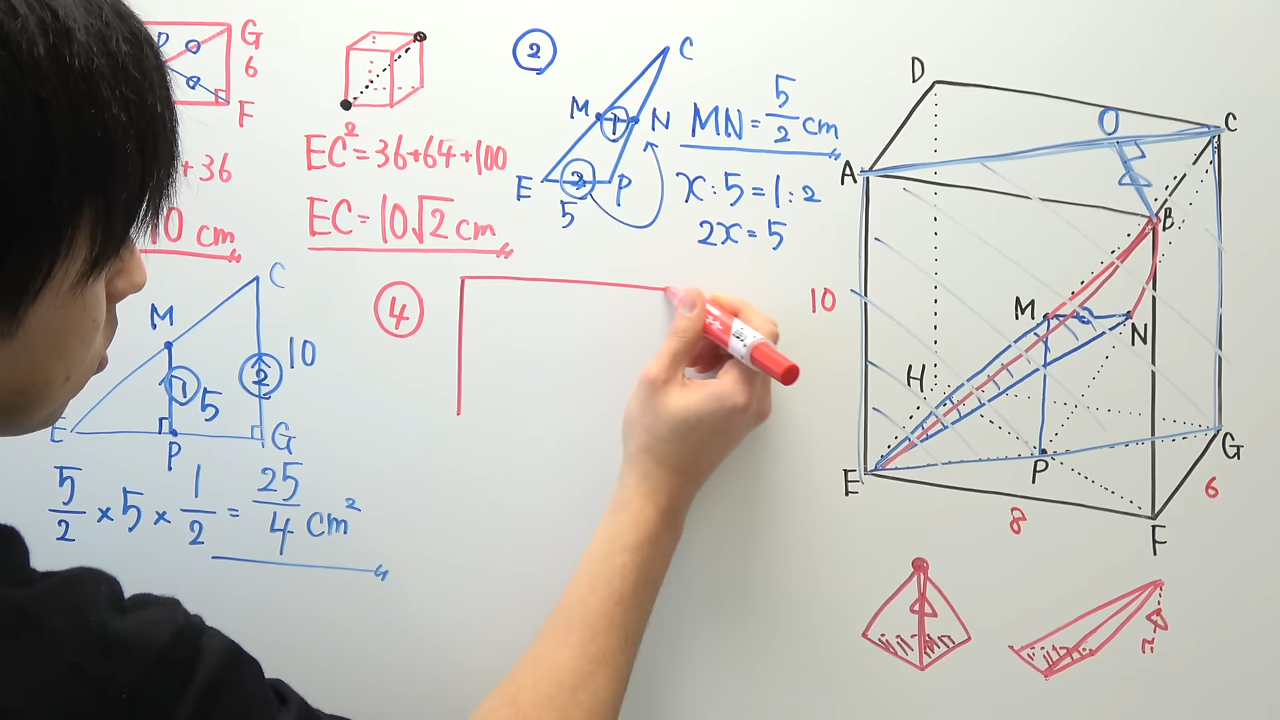 D
G
6
F
+36
10 cm
EC²=36+64+100
EC=10√2 cm
②
C
M
①
N
E
②
P
5
MN=5/2 cm
x:5=1:2
2x=5
M
C
①
5
②
10
E
P
G
5/2×5×1/2=25/4 cm²
④
D
O
C
A
B
10
M
N
H
E
P
G
6
8
F